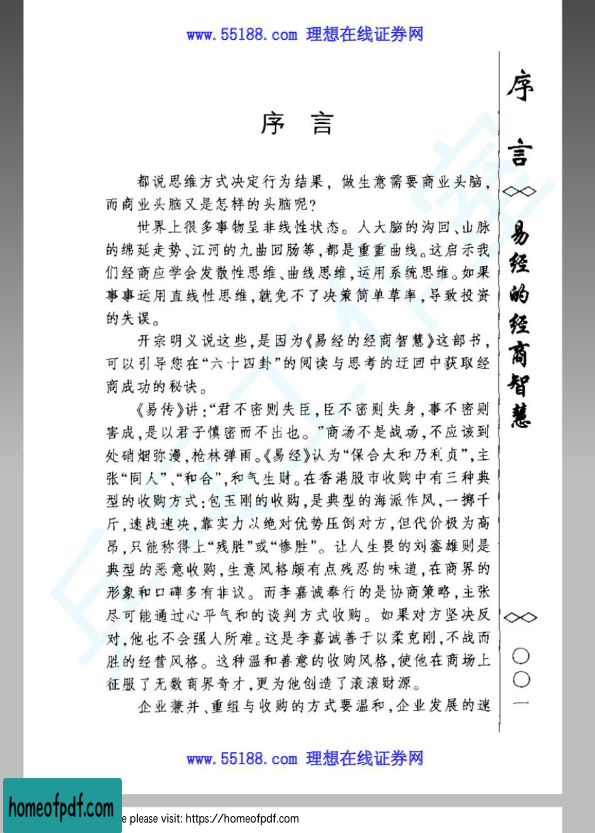 www.55188.com 理想在线证券网
序 言
都说思维方式决定行为结果，做生意需要商业头脑，
而商业头脑又是怎样的头脑呢？
世界上很多事物呈非线性状态。人大脑的沟回、山脉
的绵延走势、江河的九曲回肠等，都是重重曲线。这启示我
们经商应学会发散性思维、曲线思维，运用系统思维。如果
事事运用直线性思维，就免不了决策简单草率，导致投资
的失误。
开宗明义说这些，是因为《易经的经商智慧》这部书，
可以引导您在“六十四卦”的阅读与思考的迂回中获取经
商成功的秘诀。
《易传》讲：“君不密则失臣，臣不密则失身，事不密则
害成，是以君子慎密而不出也。”商场不是战场，不应该到
处硝烟弥漫，枪林弹雨。《易经》认为“保合太和乃利贞”，主
张“同人”、“和合”，和气生财。在香港股市收购中有三种典
型的收购方式：包玉刚的收购，是典型的海派作风，一掷千
斤，速战速决，靠实力以绝对优势压倒对方，但代价极为高
昂，只能称得上“残胜”或“惨胜”。让人生畏的刘銮雄则是
典型的恶意收购，生意风格颇有点残忍的味道，在商界的
形象和口碑多有非议。而李嘉诚奉行的是协商策略，主张
尽可能通过心平气和的谈判方式收购。如果对方坚决反
对，他也不会强人所难。这是李嘉诚善于以柔克刚，不战而
胜的经营风格。这种温和善意的收购风格，使他在商场上
征服了无数商界奇才，更为他创造了滚滚财源。
企业兼并、重组与收购的方式要温和，企业发展的速
序言
易经的经商智慧
〇〇一
www.55188.com 理想在线证券网
homeofpdf.com
e please visit: https://homeofpdf.com